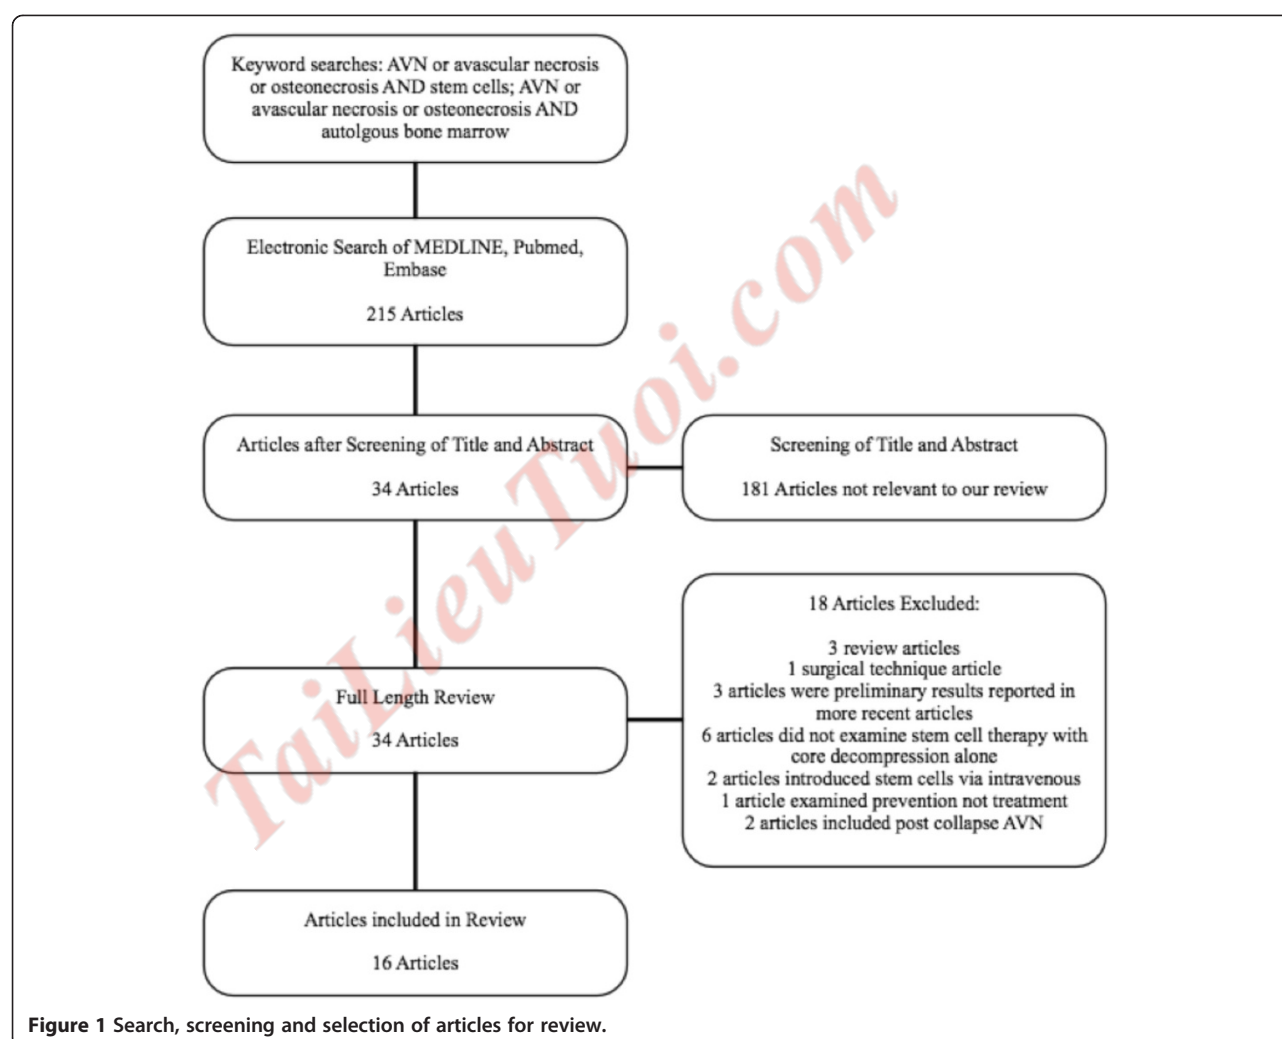 Keyword searches: AVN or avascular necrosis
or osteonecrosis AND stem cells; AVN or
avascular necrosis or osteonecrosis AND
autolgous bone marrow
Electronic Search of MEDLINE, Pubmed,
Embase
215 Articles
Articles after Screening of Title and Abstract
34 Articles
Screening of Title and Abstract
181 Articles not relevant to our review
18 Articles Excluded:
3 review articles
1 surgical technique article
3 articles were preliminary results reported in
more recent articles
6 articles did not examine stem cell therapy with
core decompression alone
2 articles introduced stem cells via intravenous
1 article examined prevention not treatment
2 articles included post collapse AVN
Full Length Review
34 Articles
Articles included in Review
16 Articles
Figure 1 Search, screening and selection of articles for review.
TaiLieuTuoi.com